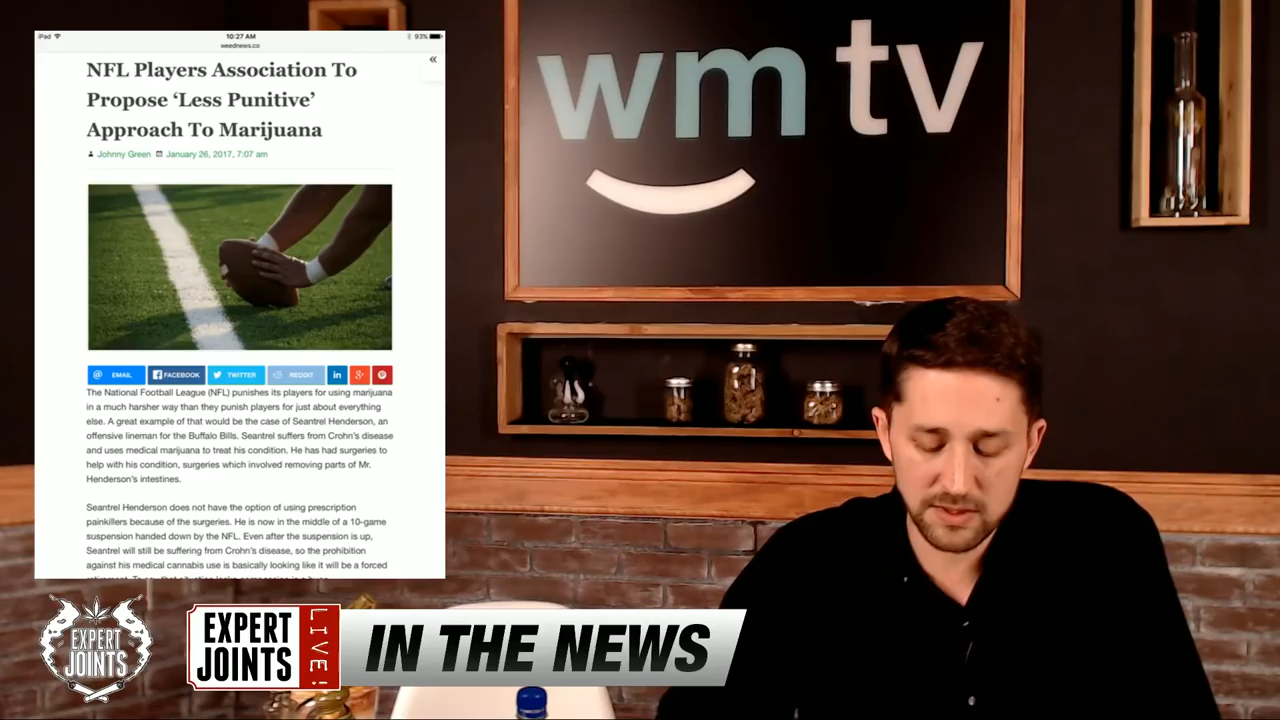 iPad
10:27 AM
93%
weednews.co
«
NFL Players Association To
Propose ‘Less Punitive’
Approach To Marijuana
Johnny Green January 26, 2017, 7:07 am
@ EMAIL FACEBOOK TWITTER REDDIT in g+
The National Football League (NFL) punishes its players for using marijuana
in a much harsher way than they punish players for just about everything
else. A great example of that would be the case of Seantrel Henderson, an
offensive lineman for the Buffalo Bills. Seantrel suffers from Crohn’s disease
and uses medical marijuana to treat his condition. He has had surgeries to
help with his condition, surgeries which involved removing parts of Mr.
Henderson’s intestines.
Seantrel Henderson does not have the option of using prescription
painkillers because of the surgeries. He is now in the middle of a 10-game
suspension handed down by the NFL. Even after the suspension is up,
Seantrel will still be suffering from Crohn’s disease, so the prohibition
against his medical cannabis use is basically looking like it will be a forced
wm tv
EXPERT
JOINTS
EXPERT
JOINTS
LIVE!
IN THE NEWS